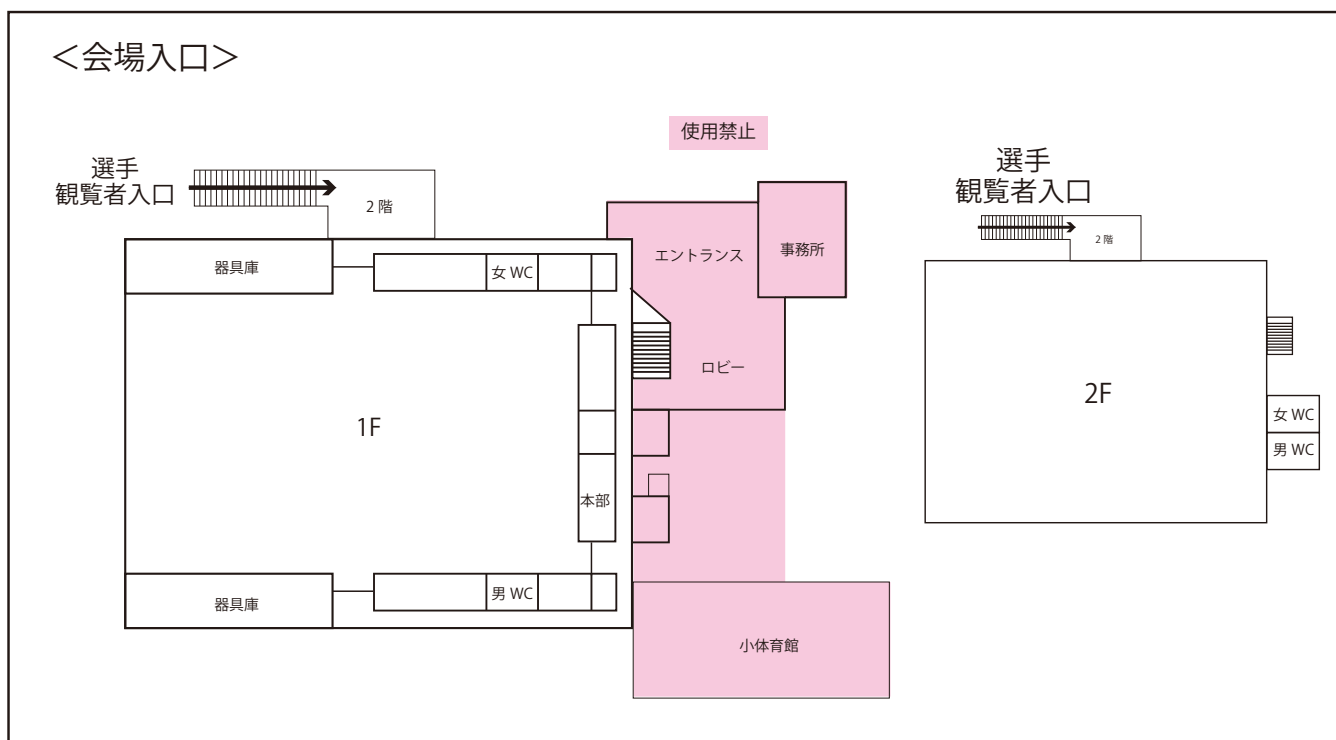 ＜会場入口＞
使用禁止
選手
観覧者入口
2 階
エントランス
事務所
器具庫
女 WC
ロビー
1F
本部
器具庫
男 WC
小体育館
選手
観覧者入口
2 階
2F
女 WC
男 WC